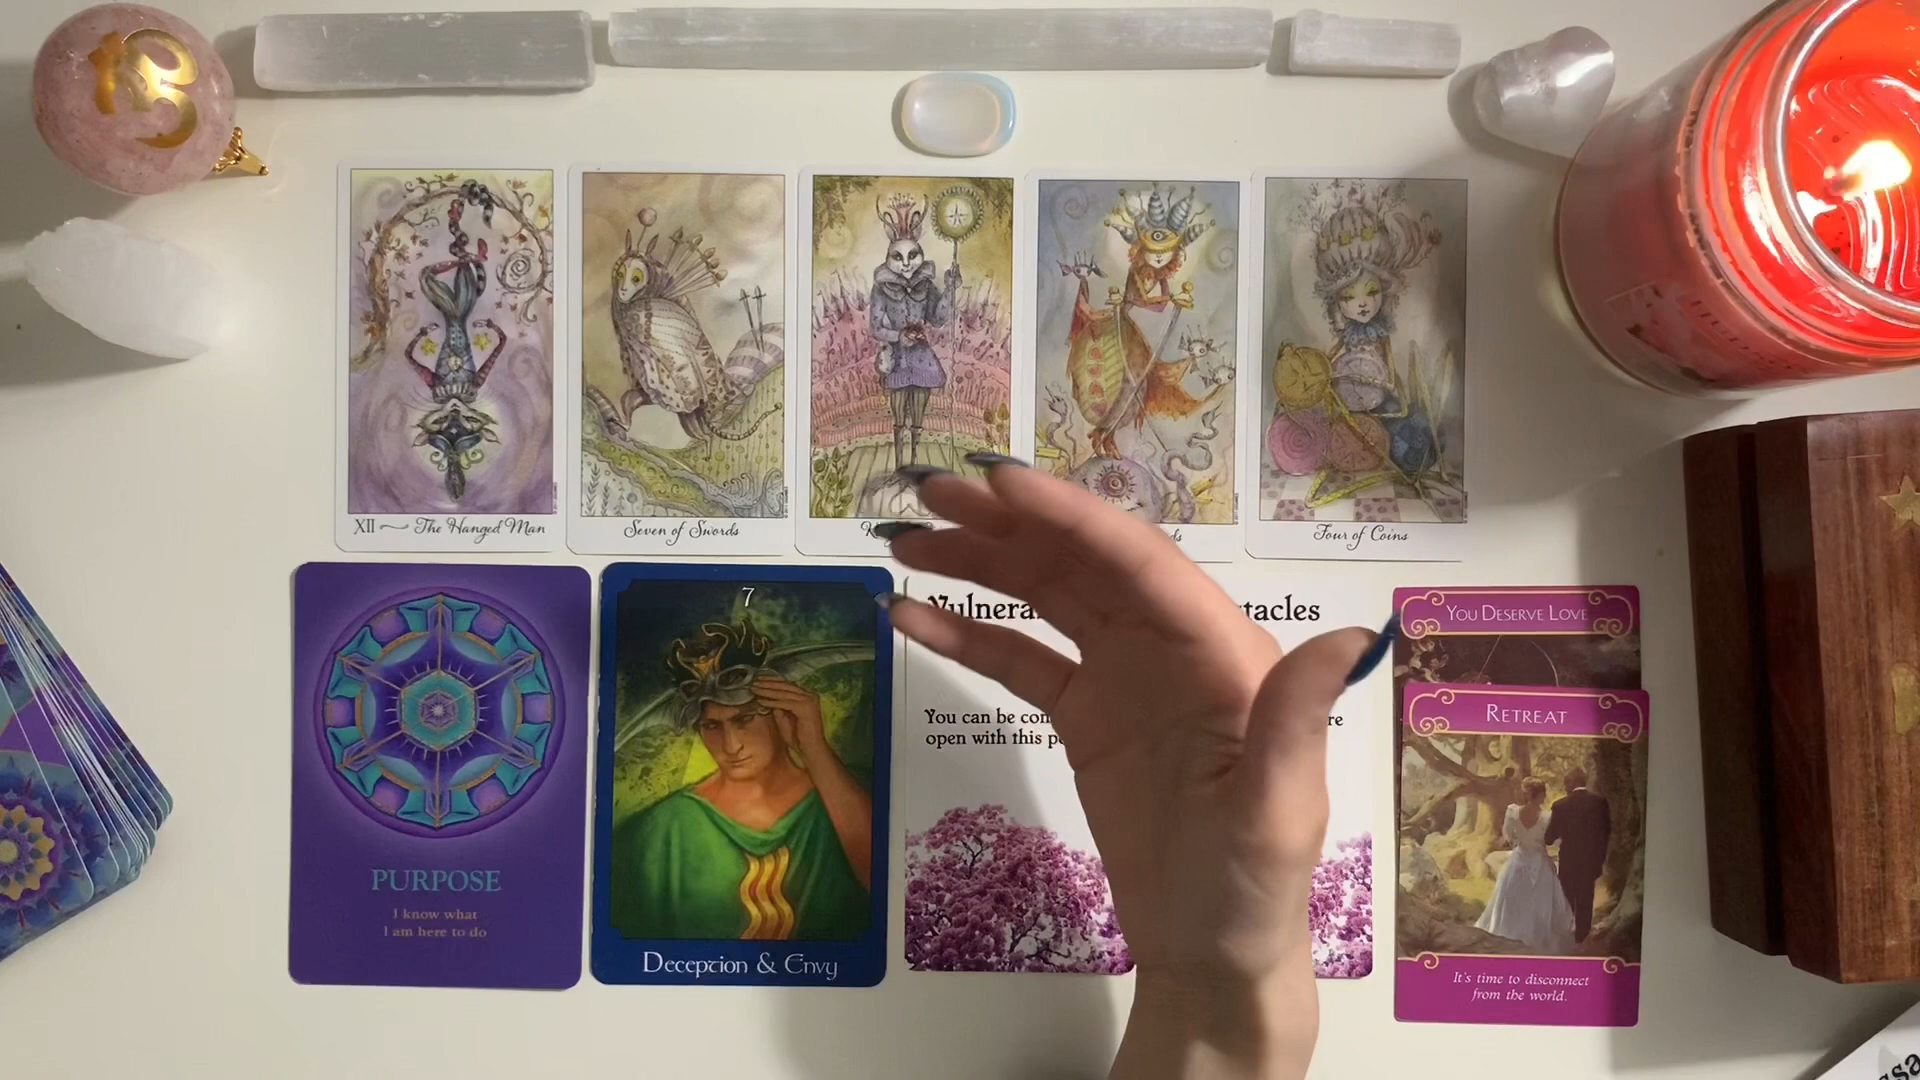 XII The Hanged Man
Seven of Swords
Four of Coins
PURPOSE
I know what
I am here to do
7
Deception & Envy
You can be
open with this
YOU DESERVE LOVE
RETREAT
It's time to disconnect
from the world.